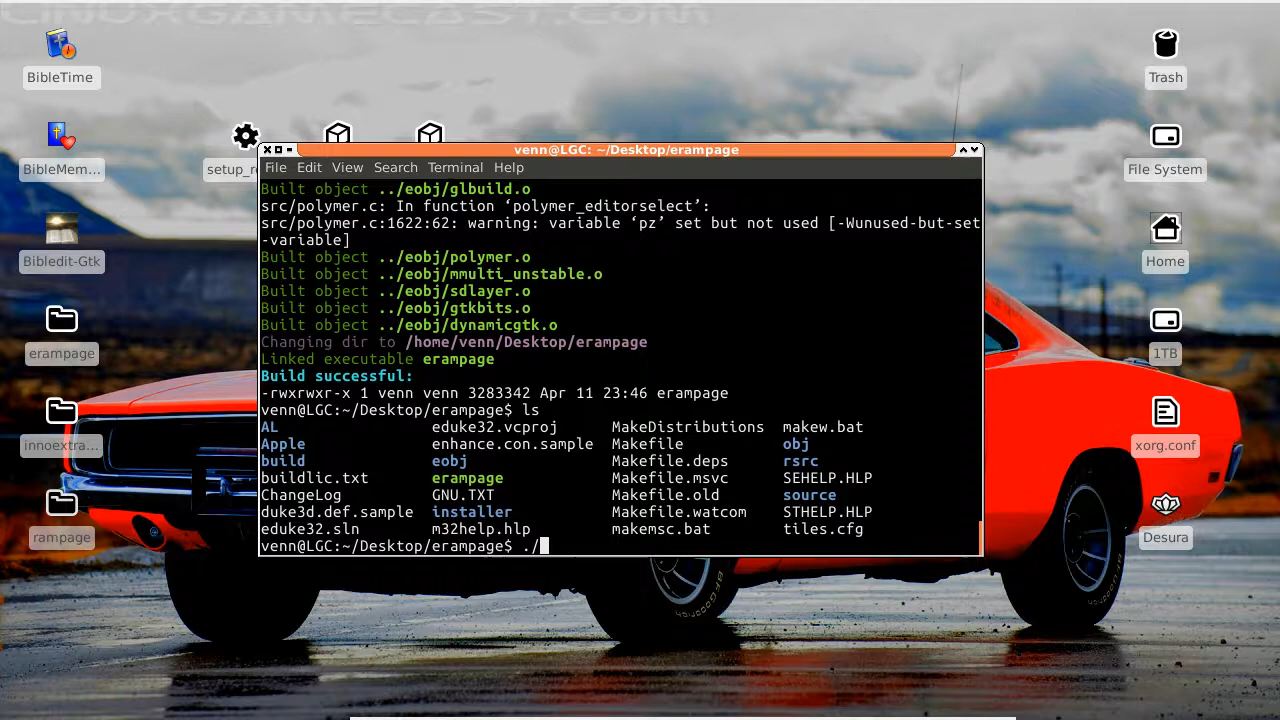 LINUXGAMECAST.COM
BibleTime
Trash
BibleMem...
setup_r
File System
Bibledit-Gtk
Home
erampage
1TB
innoextra...
xorg.conf
rampage
Desura
venn@LGC: ~/Desktop/erampage
File Edit View Search Terminal Help
Built object ../eobj/glbuild.o
src/polymer.c: In function ‘polymer_editorselect’:
src/polymer.c:1622:62: warning: variable ‘pz’ set but not used [-Wunused-but-set
-variable]
Built object ../eobj/polymer.o
Built object ../eobj/mmulti_unstable.o
Built object ../eobj/sdlayer.o
Built object ../eobj/gtkbits.o
Built object ../eobj/dynamicgtk.o
Changing dir to /home/venn/Desktop/erampage
Linked executable erampage
Build successful:
-rwxrwxr-x 1 venn venn 3283342 Apr 11 23:46 erampage
venn@LGC:~/Desktop/erampage$ ls
AL eduke32.vcproj MakeDistributions makew.bat
Apple enhance.con.sample Makefile obj
build eobj Makefile.deps rsrc
buildlic.txt erampage Makefile.msvc SEHELP.HLP
ChangeLog GNU.TXT Makefile.old source
duke3d.def.sample installer Makefile.watcom STHELP.HLP
eduke32.sln m32help.hlp makemsc.bat tiles.cfg
venn@LGC:~/Desktop/erampage$ ./